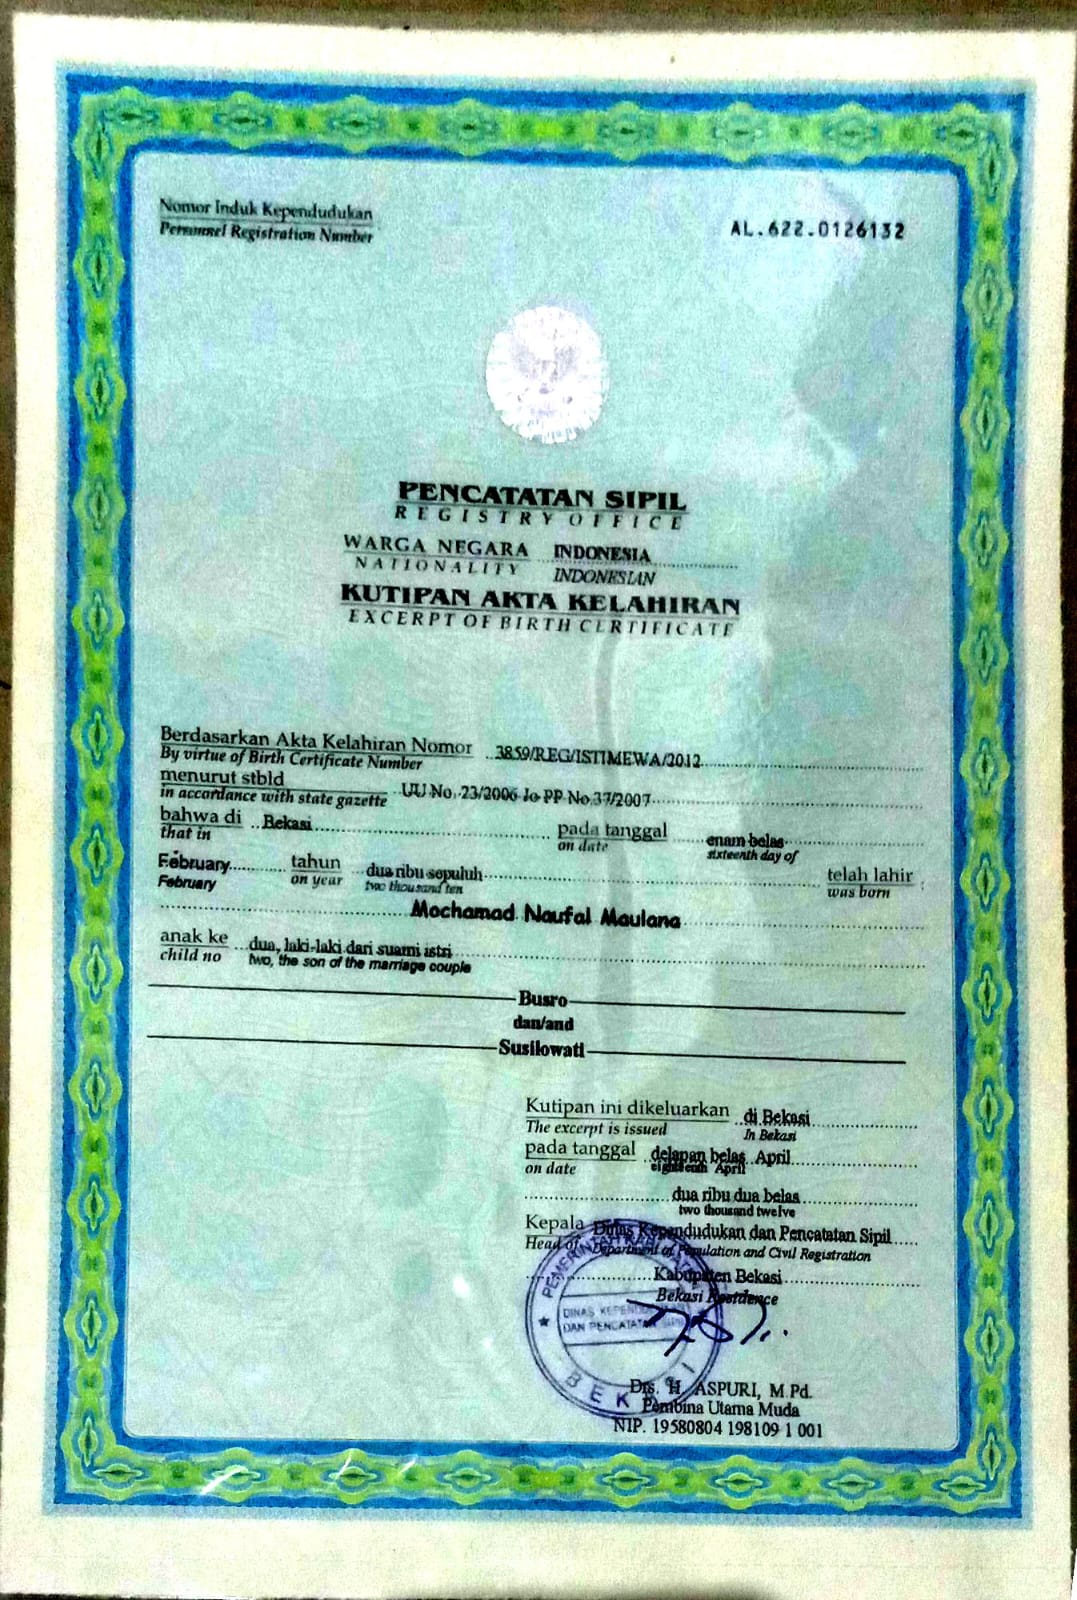 Nomor Induk Kependudukan
Personnel Registration Number
AL.622.0126132
PENCATATAN SIPIL
REGISTRY OFFICE
WARGA NEGARA INDONESIA
NATIONALITY INDONESIAN
KUTIPAN AKTA KELAHIRAN
EXCERPT OF BIRTH CERTIFICATE
Berdasarkan Akta Kelahiran Nomor 3859/REG/ISTIMEWA/2012
By virtue of Birth Certificate Number
menurut stbld UU No. 23/2006 Jo PP No.37/2007
in accordance with state gazette
bahwa di Bekasi pada tanggal enam belas
that in on date sixteenth day of
February tahun dua ribu sepuluh telah lahir
February on year two thousand ten was born
Mochamad Naufal Maulana
anak ke dua, laki-laki dari suami istri
child no two, the son of the marriage couple
Busro
dan/and
Susilowati
Kutipan ini dikeluarkan di Bekasi
The excerpt is issued In Bekasi
pada tanggal delapan belas April
on date eighteenth April
dua ribu dua belas
two thousand twelve
Kepala Dinas Kependudukan dan Pencatatan Sipil
Head of Department of Population and Civil Registration
Kabupaten Bekasi
Bekasi Residence
PEMERINTAH KABUPATEN
DINAS KEPENDUDUKAN
DAN PENCATATAN SIPIL
BEKASI
Drs. H. ASPURI, M.Pd.
Pembina Utama Muda
NIP. 19580804 198109 1 001